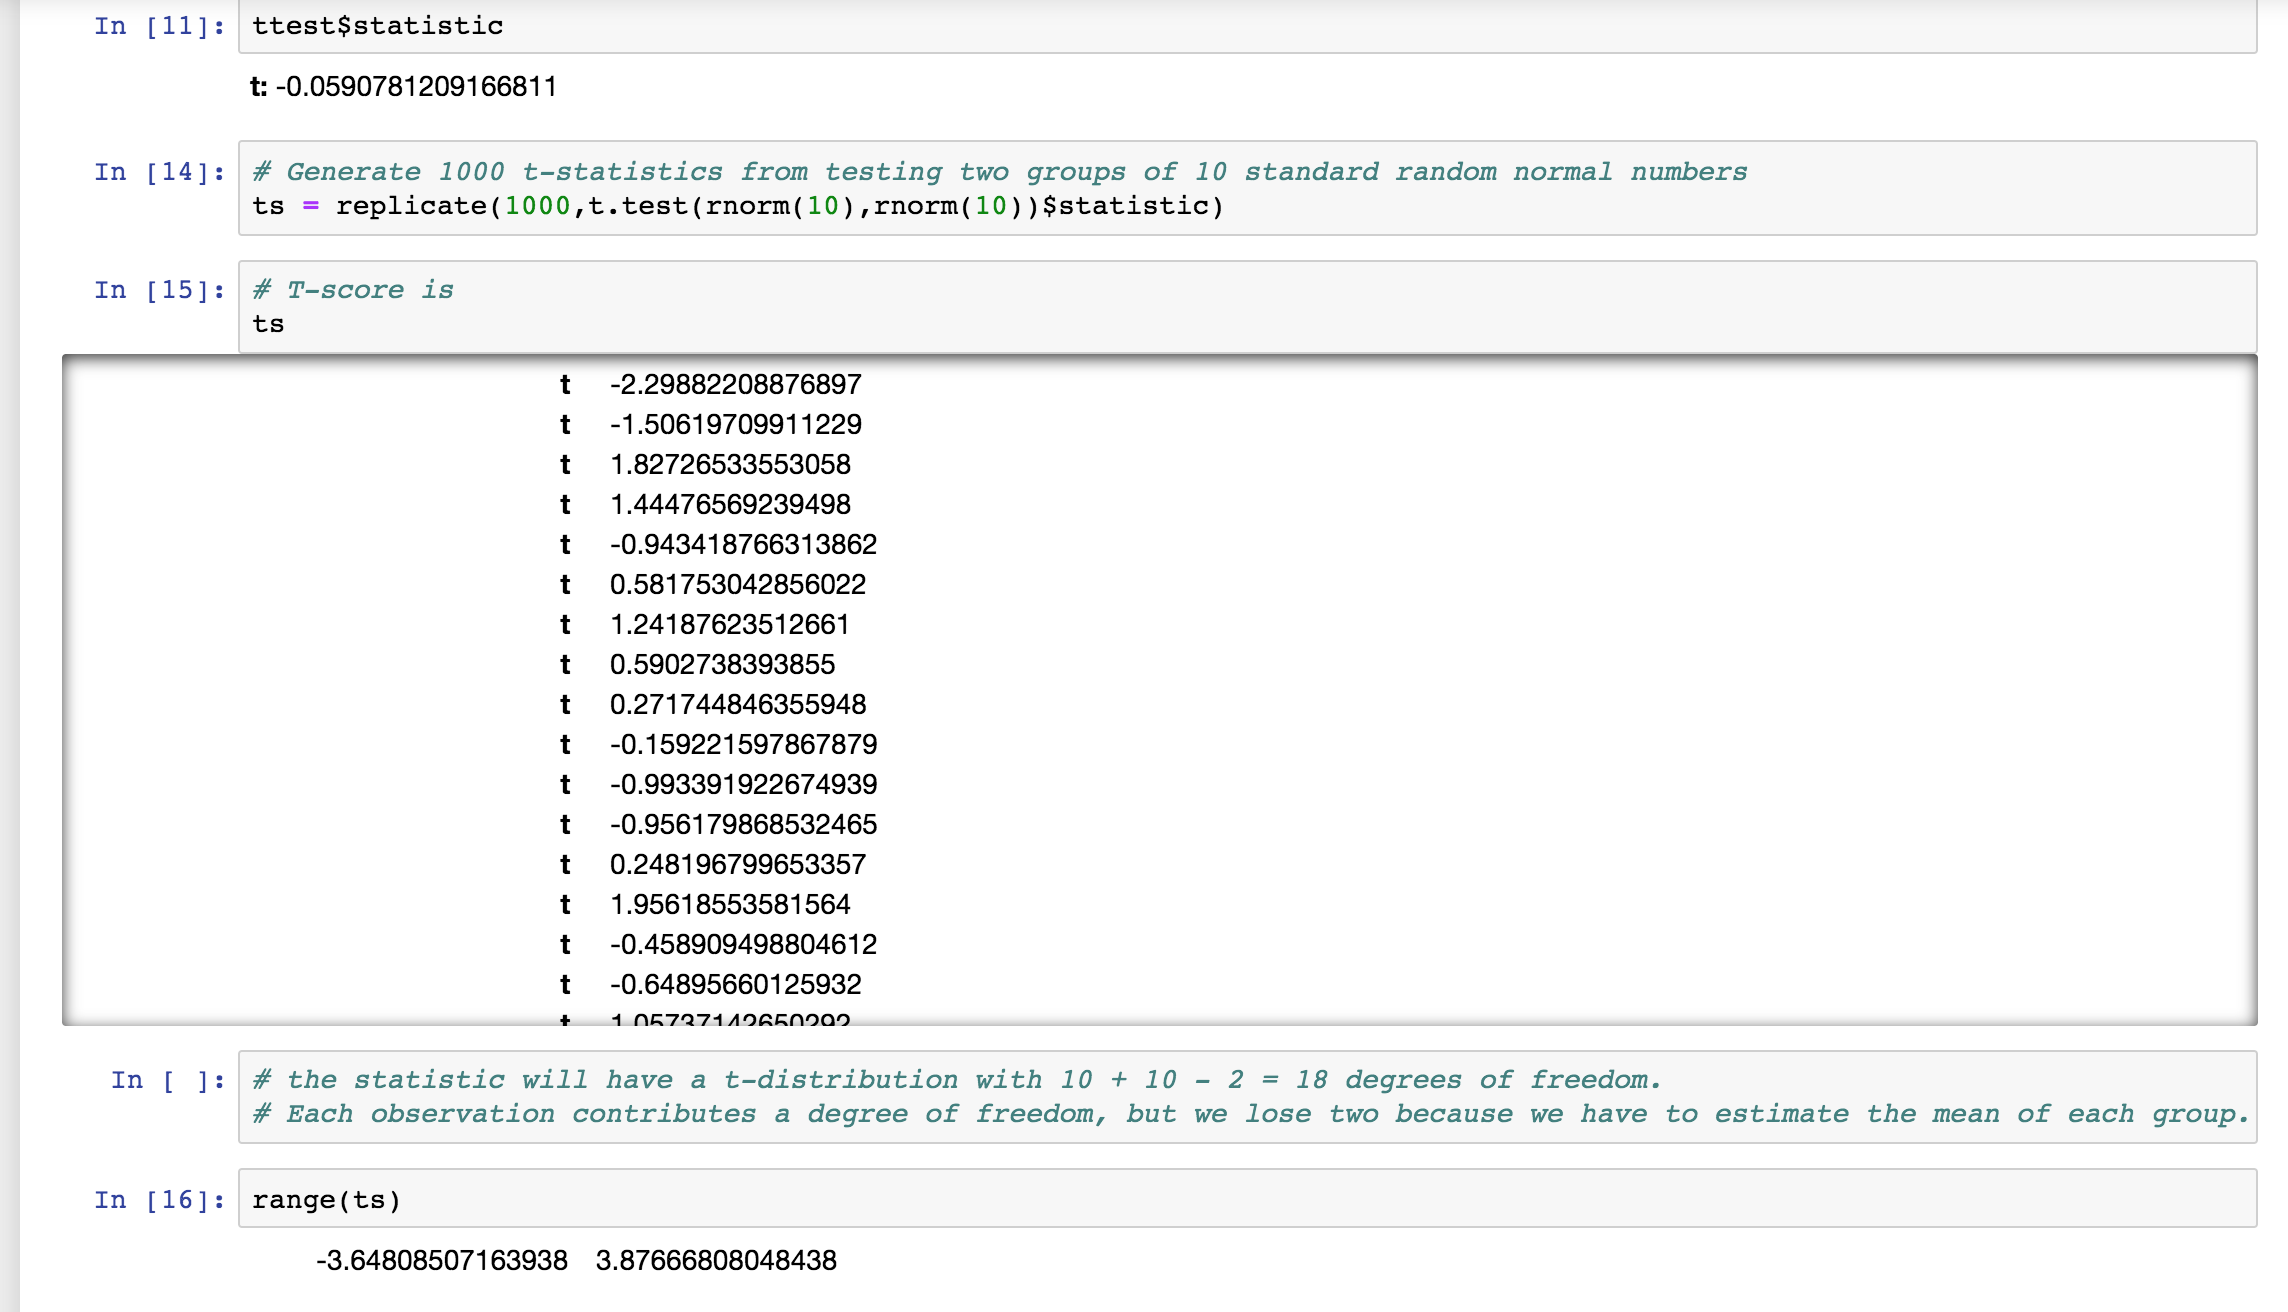 In [11]: ttest$statistic
t: -0.0590781209166811
In [14]: # Generate 1000 t-statistics from testing two groups of 10 standard random normal numbers
ts = replicate(1000,t.test(rnorm(10),rnorm(10))$statistic)
In [15]: # T-score is
ts
t -2.29882208876897
t -1.50619709911229
t 1.82726533553058
t 1.44476569239498
t -0.943418766313862
t 0.581753042856022
t 1.24187623512661
t 0.5902738393855
t 0.271744846355948
t -0.159221597867879
t -0.993391922674939
t -0.956179868532465
t 0.248196799653357
t 1.95618553581564
t -0.458909498804612
t -0.64895660125932
t 1.05737142650292
In [ ]: # the statistic will have a t-distribution with 10 + 10 - 2 = 18 degrees of freedom.
# Each observation contributes a degree of freedom, but we lose two because we have to estimate the mean of each group.
In [16]: range(ts)
-3.64808507163938 3.87666808048438